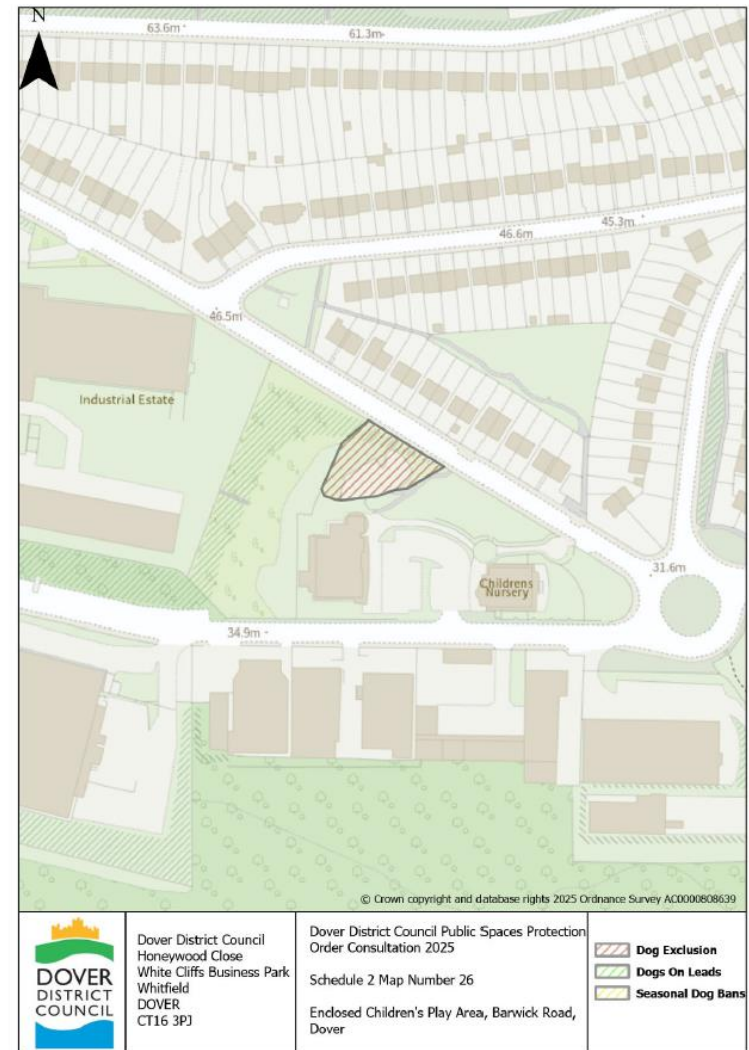 N
63.6m
61.3m
45.3m
46.6m
46.5m
Industrial Estate
31.6m
Childrens
Nursery
34.9m
© Crown copyright and database rights 2025 Ordnance Survey AC0000808639
DOVER
DISTRICT
COUNCIL
Dover District Council
Honeywood Close
White Cliffs Business Park
Whitfield
DOVER
CT16 3PJ
Dover District Council Public Spaces Protection
Order Consultation 2025
Schedule 2 Map Number 26
Enclosed Children's Play Area, Barwick Road,
Dover
Dog Exclusion
Dogs On Leads
Seasonal Dog Bans